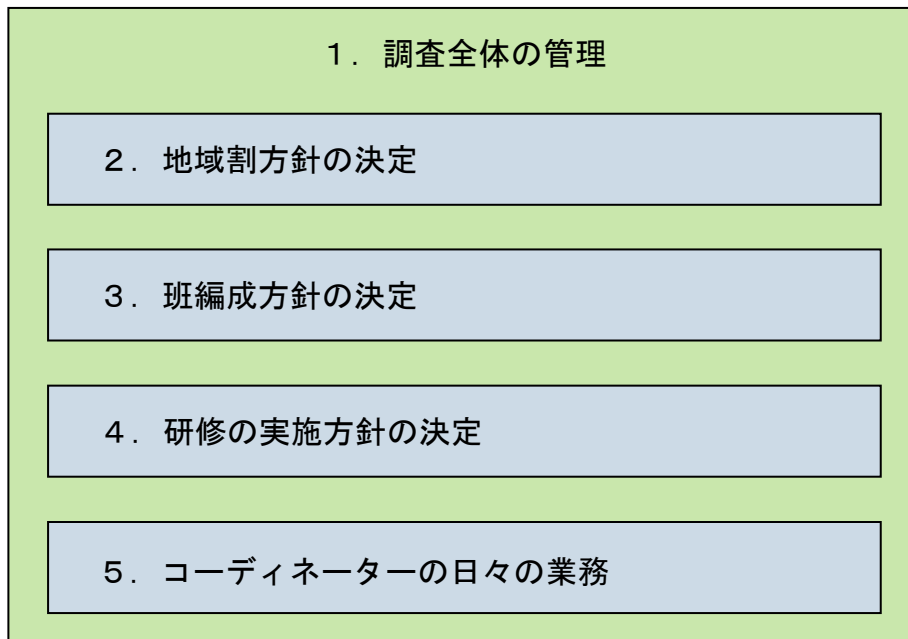 １．調査全体の管理
２．地域割方針の決定
３．班編成方針の決定
４．研修の実施方針の決定
５．コーディネーターの日々の業務